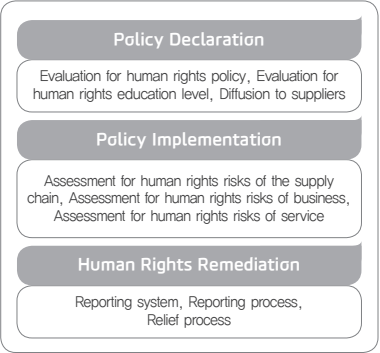 Policy Declaration
Evaluation for human rights policy, Evaluation for
human rights education level, Diffusion to suppliers
Policy Implementation
Assessment for human rights risks of the supply
chain, Assessment for human rights risks of business,
Assessment for human rights risks of service
Human Rights Remediation
Reporting system, Reporting process,
Relief process